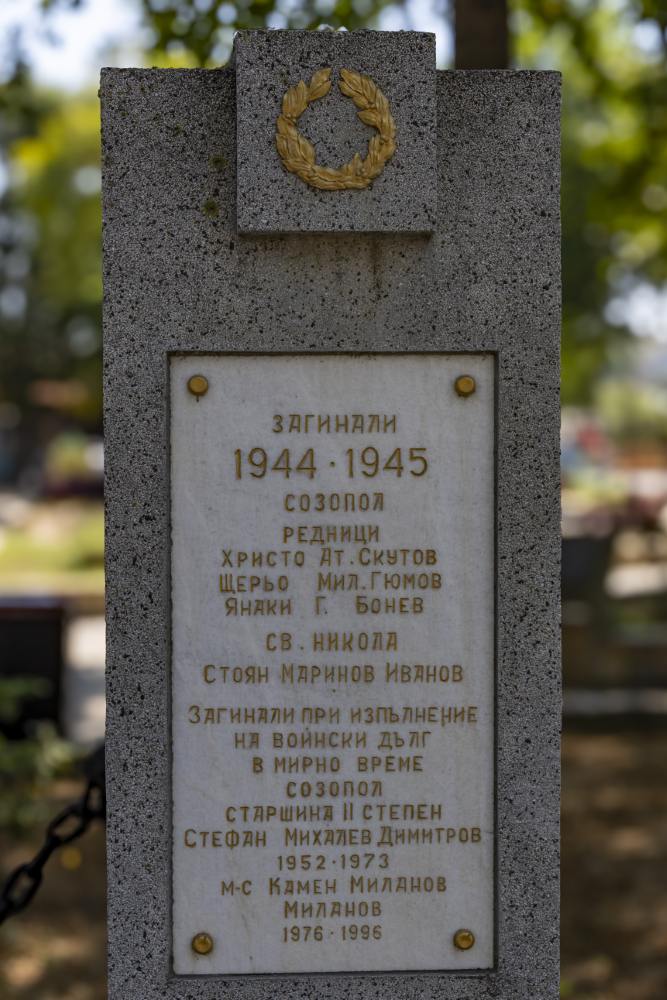 ЗАГИНАЛИ
1944 · 1945
СОЗОПОЛ
РЕДНИЦИ
ХРИСТО АТ. СКУТОВ
ЩЕРЬО МИЛ. ГЮМОВ
ЯНАКИ Г. БОНЕВ
СВ. НИКОЛА
СТОЯН МАРИНОВ ИВАНОВ
ЗАГИНАЛИ ПРИ ИЗПЪЛНЕНИЕ
НА ВОИНСКИ ДЪЛГ
В МИРНО ВРЕМЕ
СОЗОПОЛ
СТАРШИНА II СТЕПЕН
СТЕФАН МИХАЛЕВ ДИМИТРОВ
1952 · 1973
М-С КАМЕН МИЛАНОВ
МИЛАНОВ
1976 · 1996